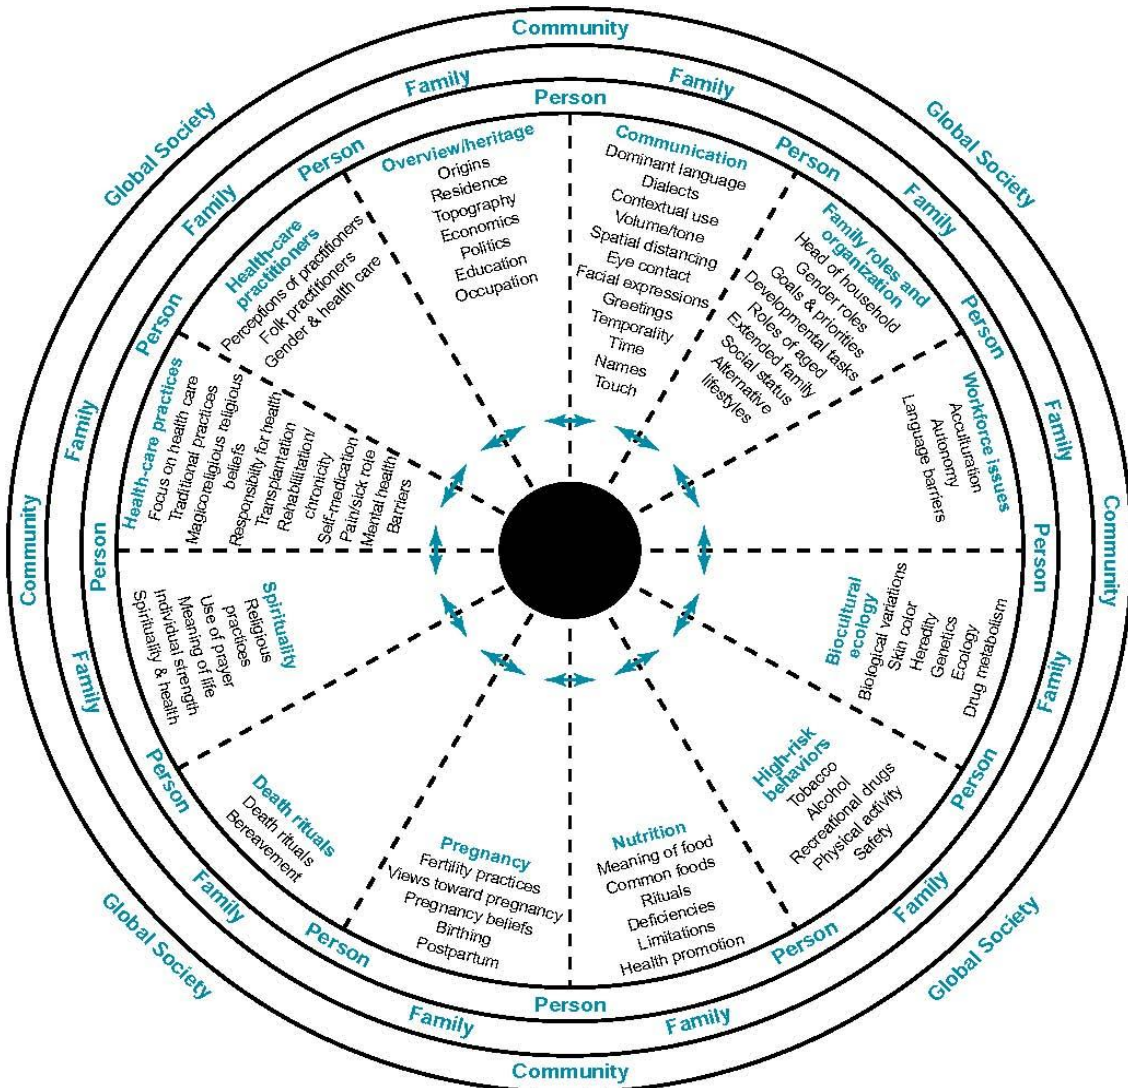 Community
Family
Family
Person
Global Society
Global Society
Person
Person
Family
Family
Person
Person
Family
Family
Community
Community
Person
Person
Family
Family
Person
Person
Family
Family
Person
Person
Global Society
Global Society
Person
Family
Family
Community
Overview/heritage
Origins
Residence
Topography
Economics
Politics
Education
Occupation
Communication
Dominant language
Dialects
Contextual use
Volume/tone
Spatial distancing
Eye contact
Facial expressions
Greetings
Temporality
Time
Names
Touch
Family roles and
organization
Head of household
Gender roles
Goals & priorities
Developmental tasks
Roles of aged
Extended family
Social status
Alternative
lifestyles
Workforce issues
Acculturation
Autonomy
Language barriers
Biocultural
ecology
Biological variations
Skin color
Heredity
Genetics
Ecology
Drug metabolism
High-risk
behaviors
Tobacco
Alcohol
Recreational drugs
Physical activity
Safety
Nutrition
Meaning of food
Common foods
Rituals
Deficiencies
Limitations
Health promotion
Pregnancy
Fertility practices
Views toward pregnancy
Pregnancy beliefs
Birthing
Postpartum
Death rituals
Death rituals
Bereavement
Spirituality
Religious
practices
Use of prayer
Meaning of life
Individual strength
Spirituality & health
Health-care practices
Focus on health care
Traditional practices
Magicoreligious religious
beliefs
Responsibility for health
Transplantation
Rehabilitation/
chronicity
Self-medication
Pain/sick role
Mental health
Barriers
Health-care
practitioners
Perceptions of practitioners
Folk practitioners
Gender & health care